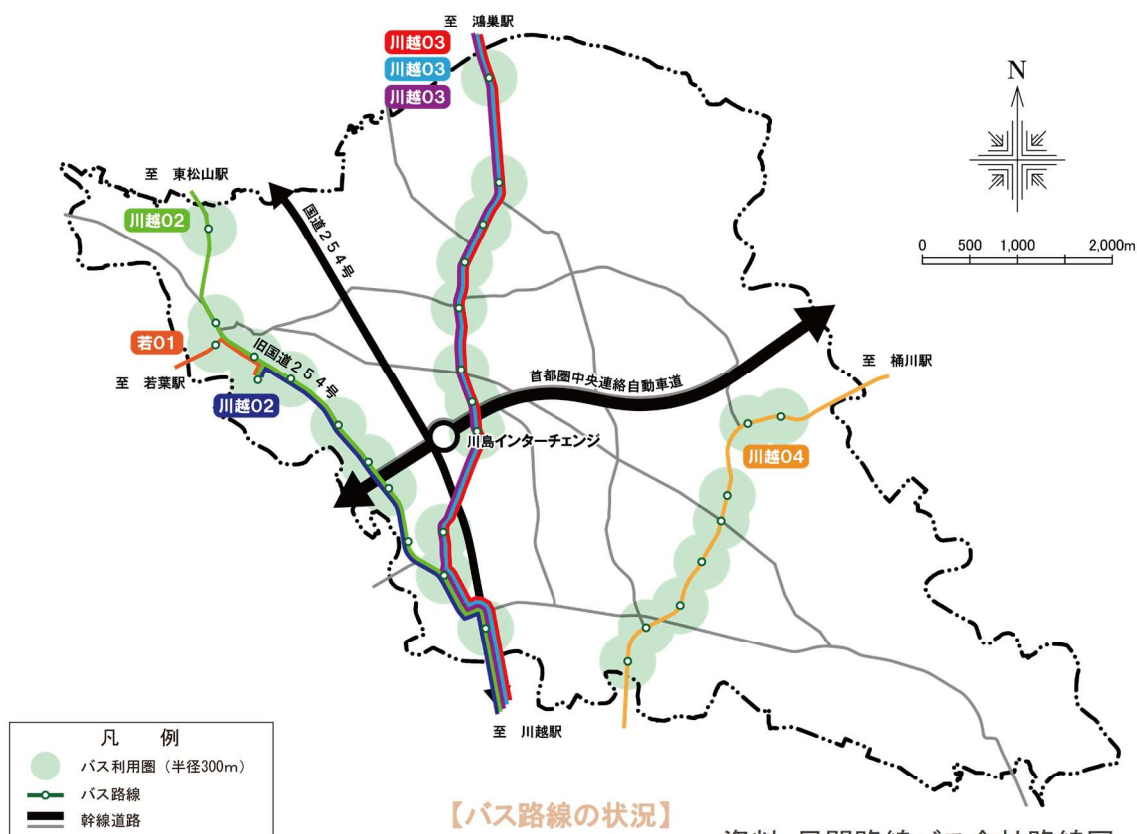 至 鴻巣駅
川越03
川越03
川越03
N
0 500 1,000 2,000m
至 東松山駅
川越02
国道254号
若01
至 若葉駅
旧国道254号
川越02
首都圏中央連絡自動車道
川島インターチェンジ
至 桶川駅
川越04
至 川越駅
凡 例
バス利用圏（半径300m）
バス路線
幹線道路
【バス路線の状況】